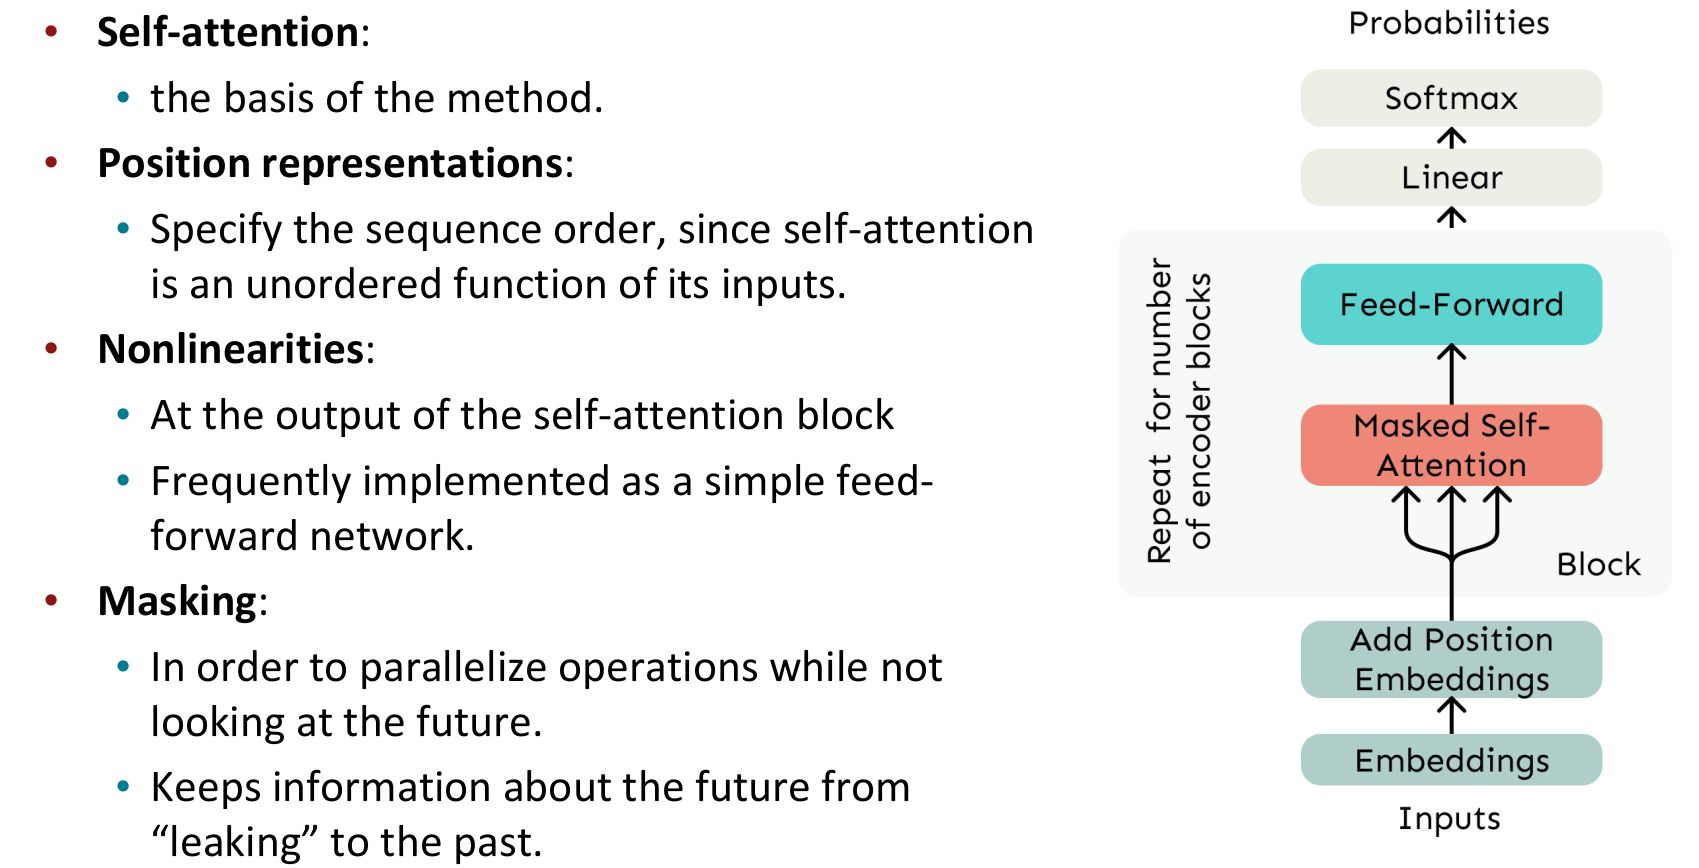 • Self-attention:
• the basis of the method.
• Position representations:
• Specify the sequence order, since self-attention
is an unordered function of its inputs.
• Nonlinearities:
• At the output of the self-attention block
• Frequently implemented as a simple feed-
forward network.
• Masking:
• In order to parallelize operations while not
looking at the future.
• Keeps information about the future from
“leaking” to the past.
Probabilities
Softmax
Linear
Repeat for number
of encoder blocks
Feed-Forward
Masked Self-
Attention
Block
Add Position
Embeddings
Embeddings
Inputs